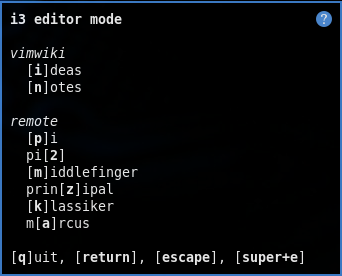 i3 editor mode ?
vimwiki
[i]deas
[n]otes
remote
[p]i
pi[2]
[m]iddlefinger
prin[z]ipal
[k]lassiker
m[a]rcus
[q]uit, [return], [escape], [super+e]